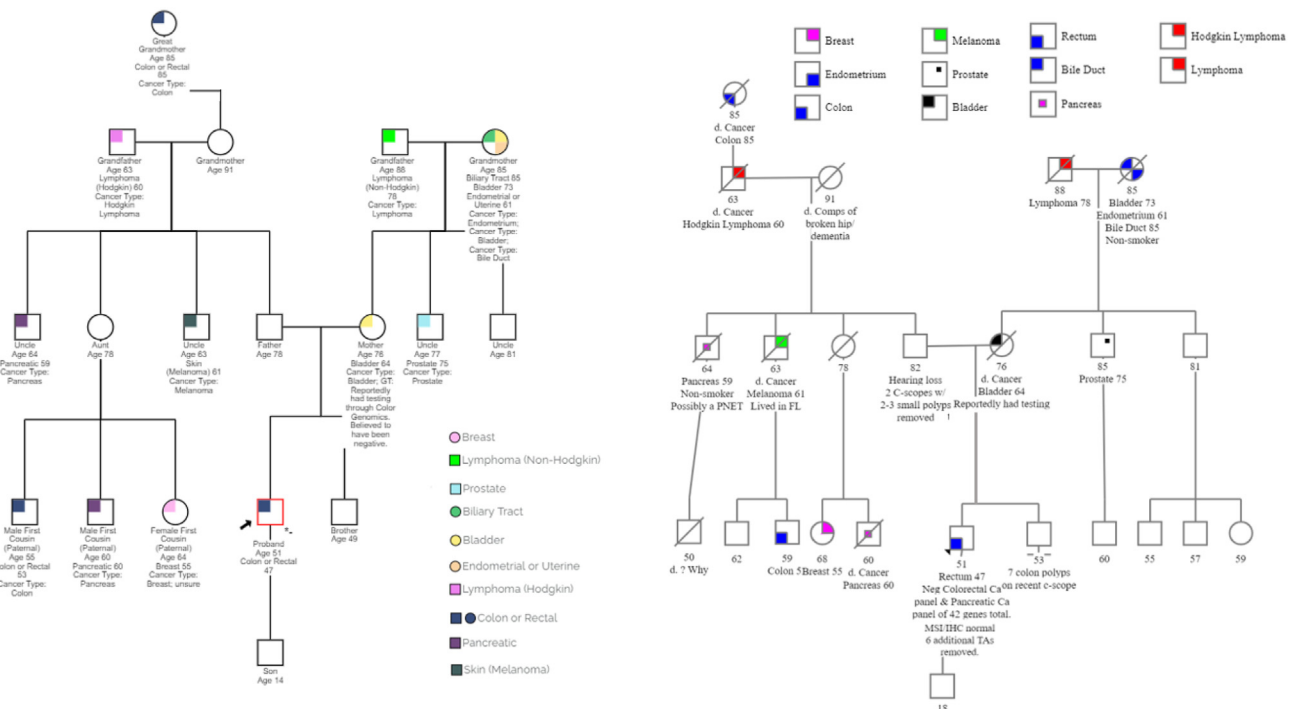 Great
Grandmother
Age 85
Colon or Rectal
85
Cancer Type:
Colon
Grandfather
Age 63
Lymphoma
(Hodgkin) 60
Cancer Type:
Hodgkin
Lymphoma
Grandmother
Age 91
Grandfather
Age 88
Lymphoma
(Non-Hodgkin)
78
Cancer Type:
Lymphoma
Grandmother
Age 85
Biliary Tract 85
Bladder 73
Endometrial or
Uterine 61
Cancer Type:
Endometrium;
Cancer Type:
Bladder;
Cancer Type:
Bile Duct
Uncle
Age 64
Pancreatic 59
Cancer Type:
Pancreas
Aunt
Age 78
Uncle
Age 63
Skin
(Melanoma) 61
Cancer Type:
Melanoma
Father
Age 78
Mother
Age 76
Bladder 64
Cancer Type:
Bladder; GT:
Reportedly
had testing
through Color
Genomics.
Believed to
have been
negative.
Uncle
Age 77
Prostate 75
Cancer Type:
Prostate
Uncle
Age 81
Male First
Cousin
(Paternal)
Age 55
Colon or Rectal
53
Cancer Type:
Colon
Male First
Cousin
(Paternal)
Age 60
Pancreatic 60
Cancer Type:
Pancreas
Female First
Cousin
(Paternal)
Age 64
Breast 55
Cancer Type:
Breast; unsure
*-
Proband
Age 51
Colon or Rectal
47
Brother
Age 49
Son
Age 14
Breast
Lymphoma (Non-Hodgkin)
Prostate
Biliary Tract
Bladder
Endometrial or Uterine
Lymphoma (Hodgkin)
Colon or Rectal
Pancreatic
Skin (Melanoma)
Breast
Endometrium
Colon
Melanoma
Prostate
Bladder
Rectum
Bile Duct
Pancreas
Hodgkin Lymphoma
Lymphoma
85
d. Cancer
Colon 85
63
d. Cancer
Hodgkin Lymphoma 60
91
d. Comps of
broken hip/
dementia
88
Lymphoma 78
85
Bladder 73
Endometrium 61
Bile Duct 85
Non-smoker
64
Pancreas 59
Non-smoker
Possibly a PNET
63
d. Cancer
Melanoma 61
Lived in FL
78
82
Hearing loss
2 C-scopes w/
2-3 small polyps
removed
76
d. Cancer
Bladder 64
Reportedly had testing
85
Prostate 75
81
50
d. ? Why
62
59
Colon 5
68
Breast 55
60
d. Cancer
Pancreas 60
51
Rectum 47
Neg Colorectal Ca
panel & Pancreatic Ca
panel of 42 genes total.
MSI/IHC normal
6 additional TAs
removed.
53
7 colon polyps
on recent c-scope
60
55
57
59
18